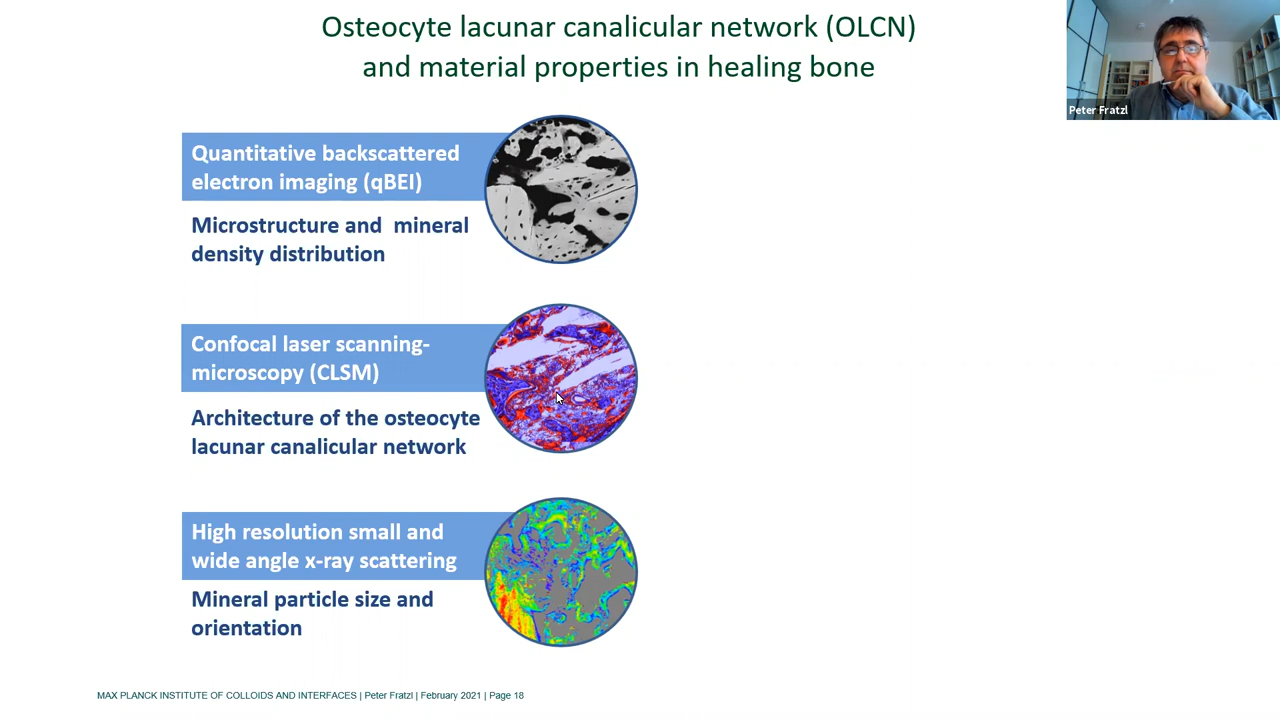 Osteocyte lacunar canalicular network (OLCN)
and material properties in healing bone
Peter Fratzl
Quantitative backscattered
electron imaging (qBEI)
Microstructure and mineral
density distribution
Confocal laser scanning-
microscopy (CLSM)
Architecture of the osteocyte
lacunar canalicular network
High resolution small and
wide angle x-ray scattering
Mineral particle size and
orientation
MAX PLANCK INSTITUTE OF COLLOIDS AND INTERFACES | Peter Fratzl | February 2021 | Page 18